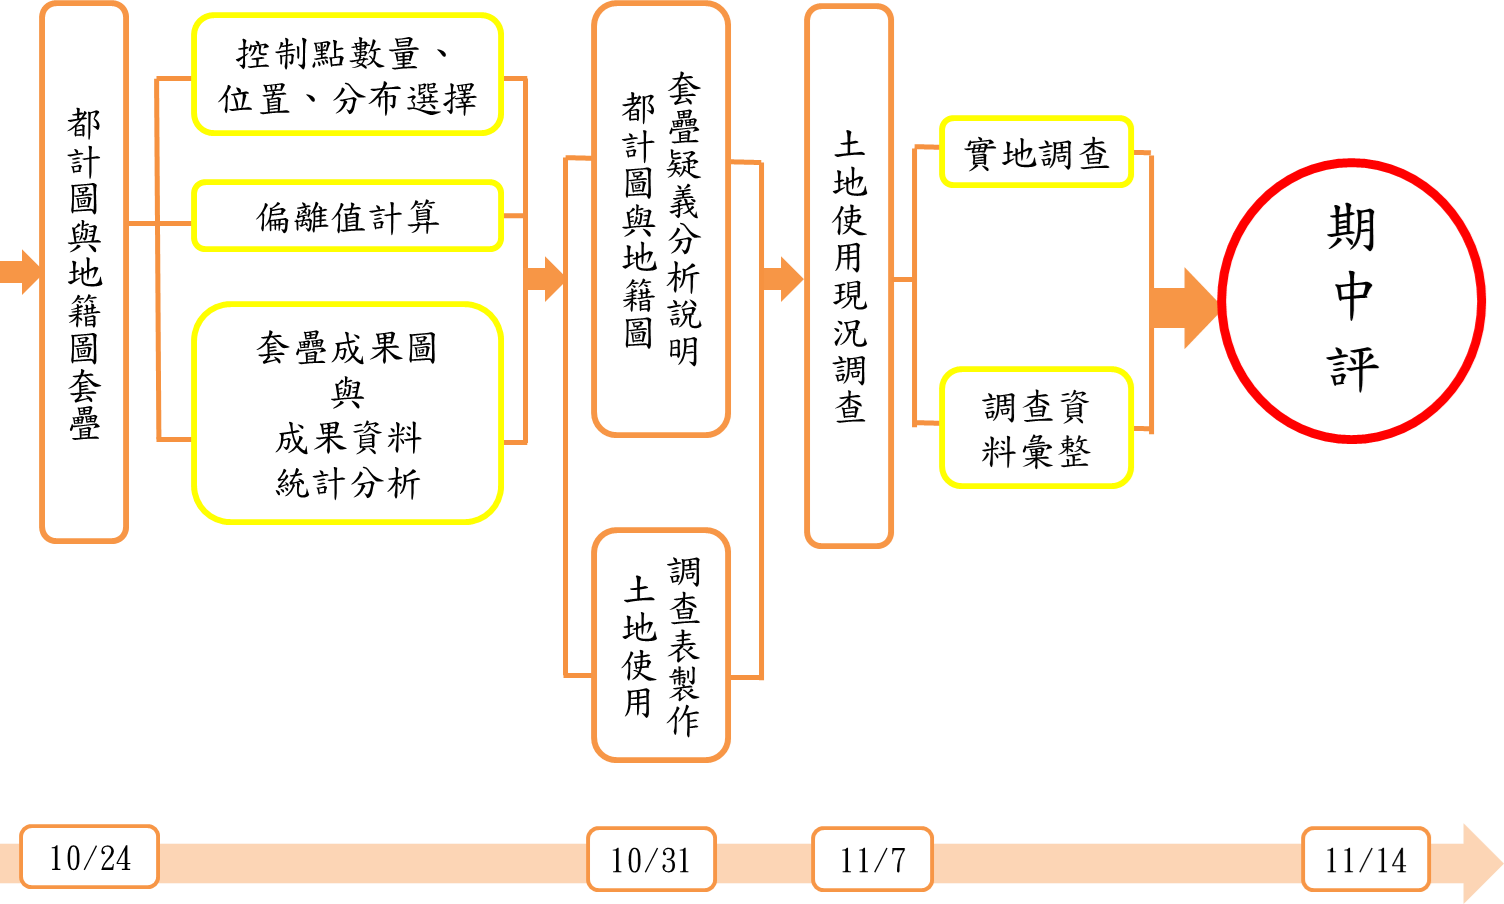 都計圖與地籍圖套疊
控制點數量、
位置、分布選擇
偏離值計算
套疊成果圖
與
成果資料
統計分析
都計圖與地籍圖
套疊疑義分析說明
土地使用
調查表製作
土地使用現況調查
實地調查
調查資
料彙整
期中評
10/24
10/31
11/7
11/14